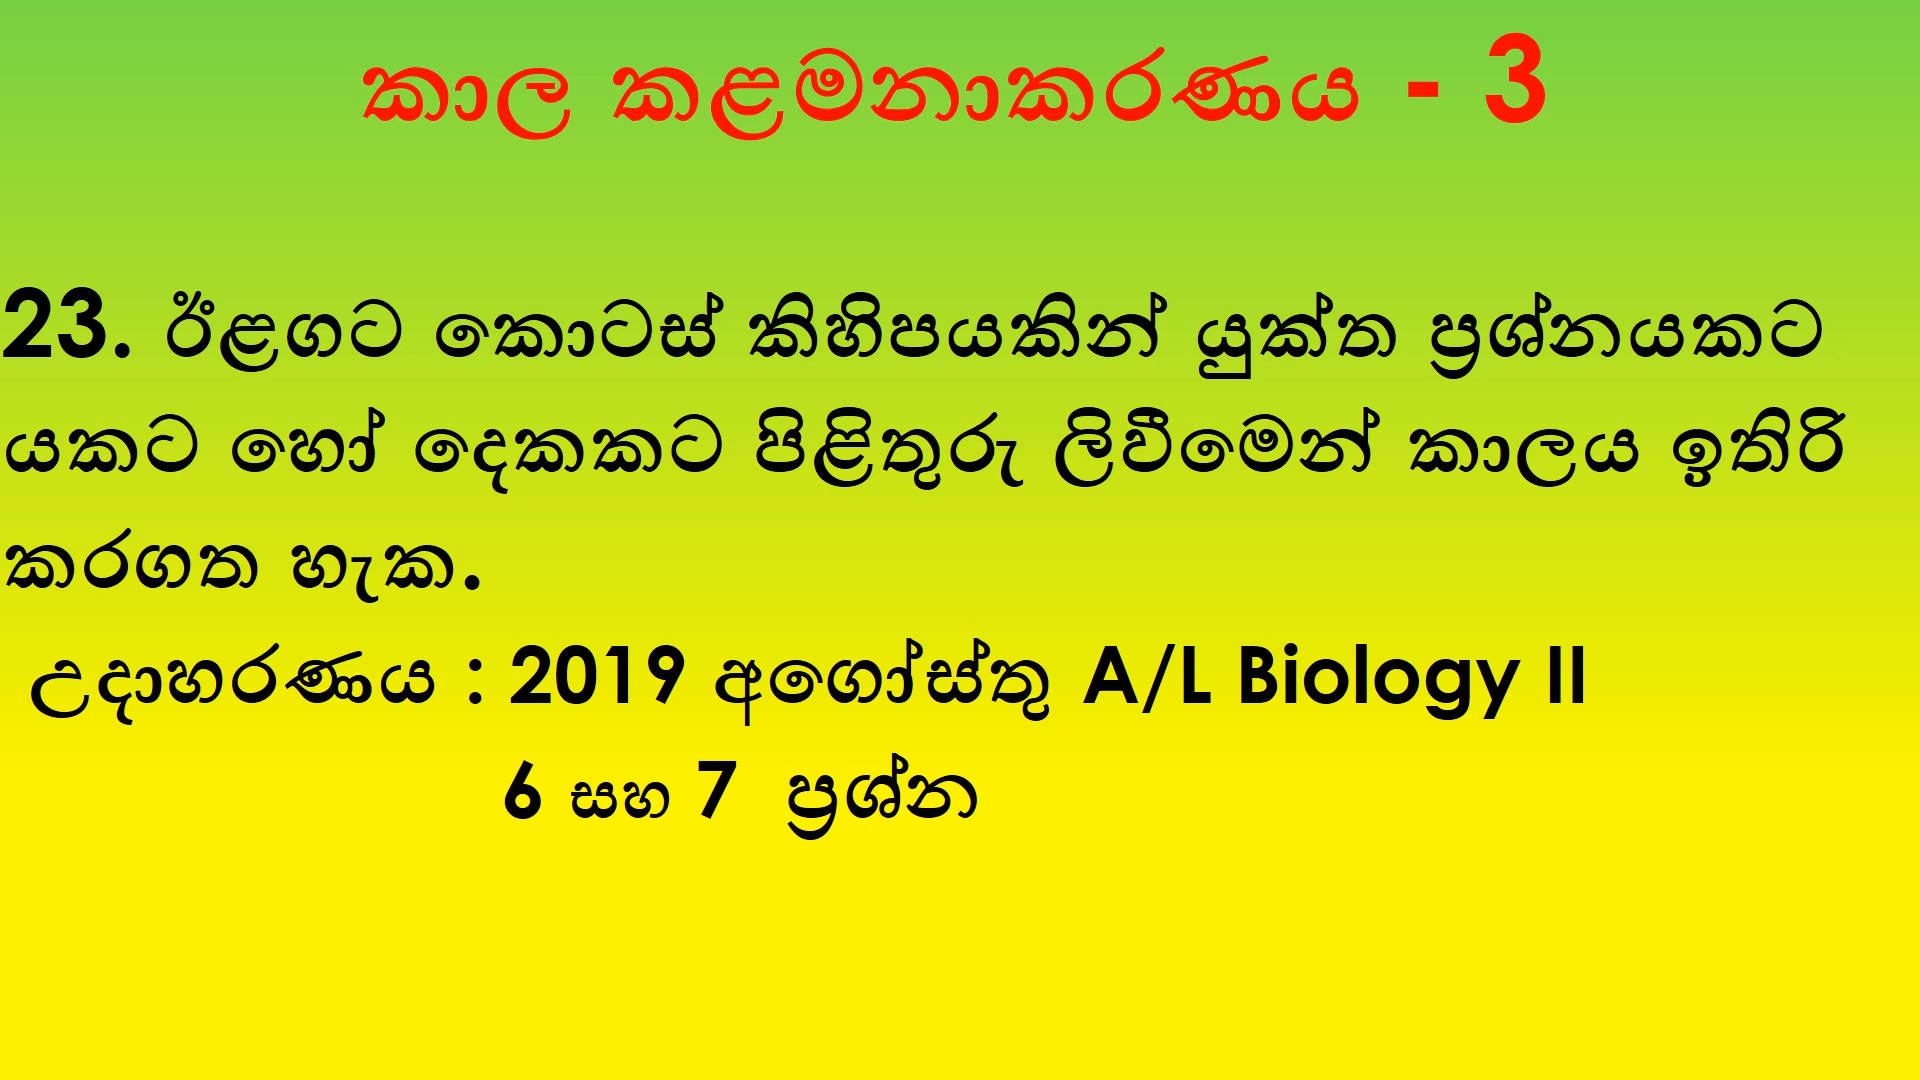 කාල කළමනාකරණය - 3
23. ඊළගට කොටස් කිහිපයකින් යුක්ත ප්‍රශ්නයකට
යකට හෝ දෙකකට පිළිතුරු ලිවීමෙන් කාලය ඉතිරි
කරගත හැක.
උදාහරණය : 2019 අගෝස්තු A/L Biology II
6 සහ 7 ප්‍රශ්න